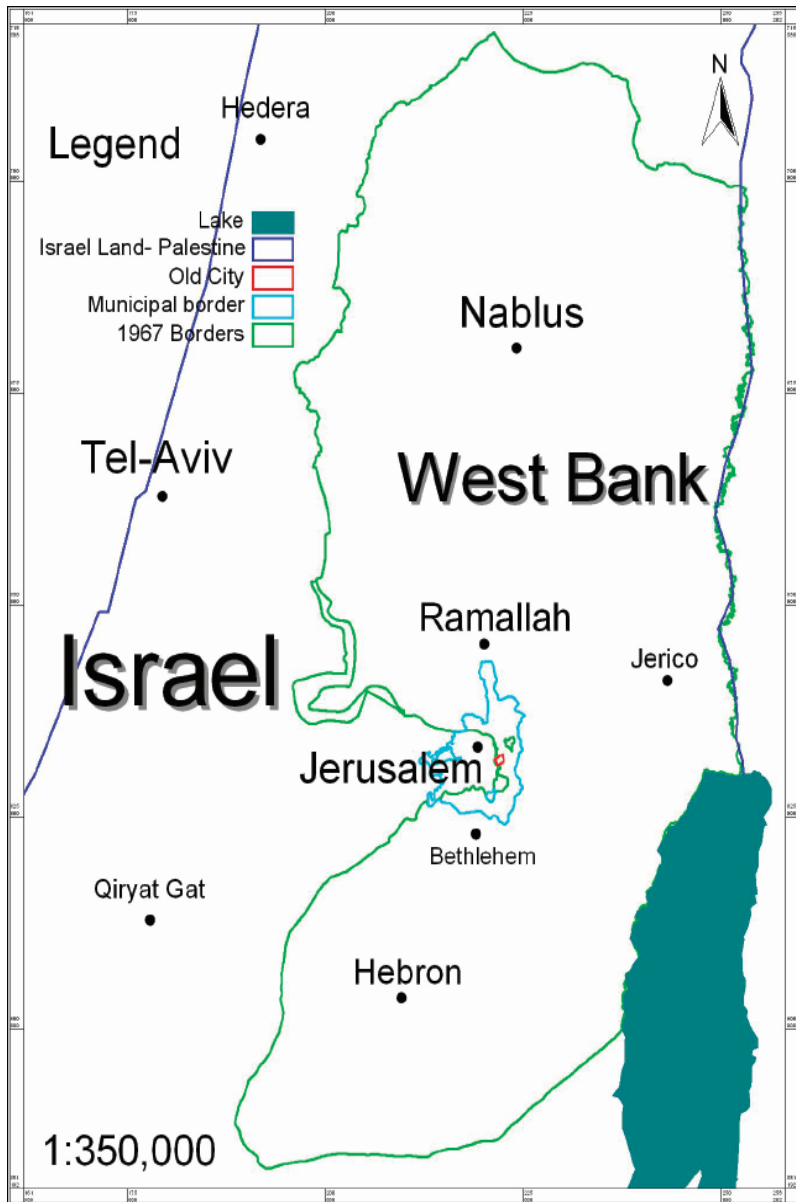 N
Hedera
Legend
Lake
Israel Land- Palestine
Old City
Municipal border
1967 Borders
Nablus
Tel-Aviv
West Bank
Ramallah
Israel
Jerico
Jerusalem
Bethlehem
Qiryat Gat
Hebron
1:350,000